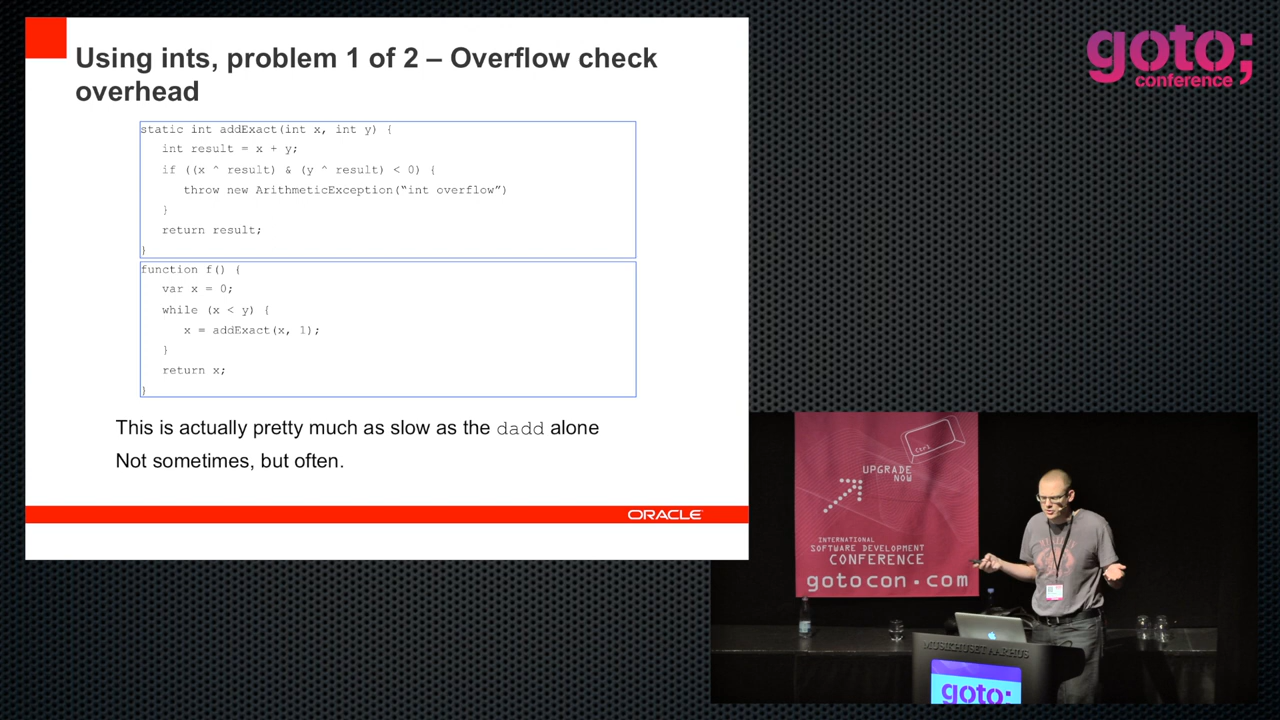 Using ints, problem 1 of 2 – Overflow check
overhead
static int addExact(int x, int y) {
int result = x + y;
if ((x ^ result) & (y ^ result) < 0) {
throw new ArithmeticException(“int overflow”)
}
return result;
}
function f() {
var x = 0;
while (x < y) {
x = addExact(x, 1);
}
return x;
}
This is actually pretty much as slow as the dadd alone
Not sometimes, but often.
ORACLE
goto;
conference
UPGRADE
NOW
INTERNATIONAL
SOFTWARE DEVELOPMENT
CONFERENCE
gotocon.com
MUSIKHUSET AARHUS
goto;